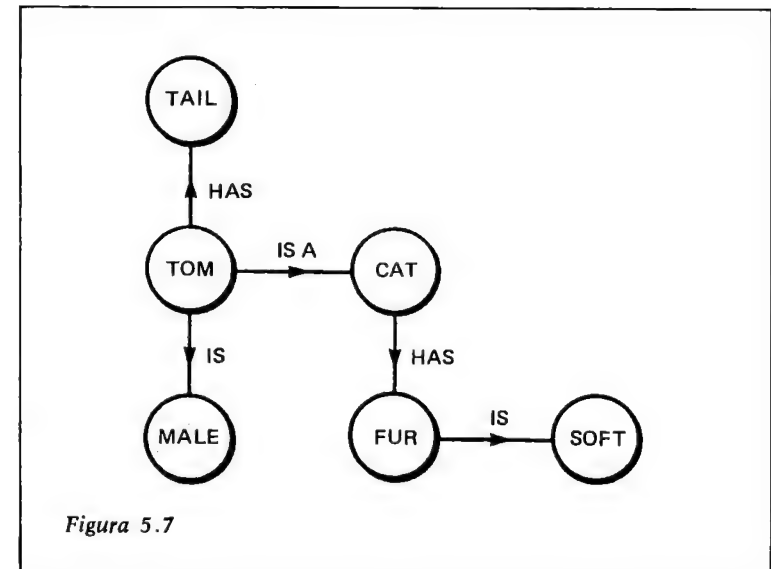 TAIL
HAS
TOM
IS A
CAT
IS
HAS
MALE
FUR
IS
SOFT
Figura 5.7